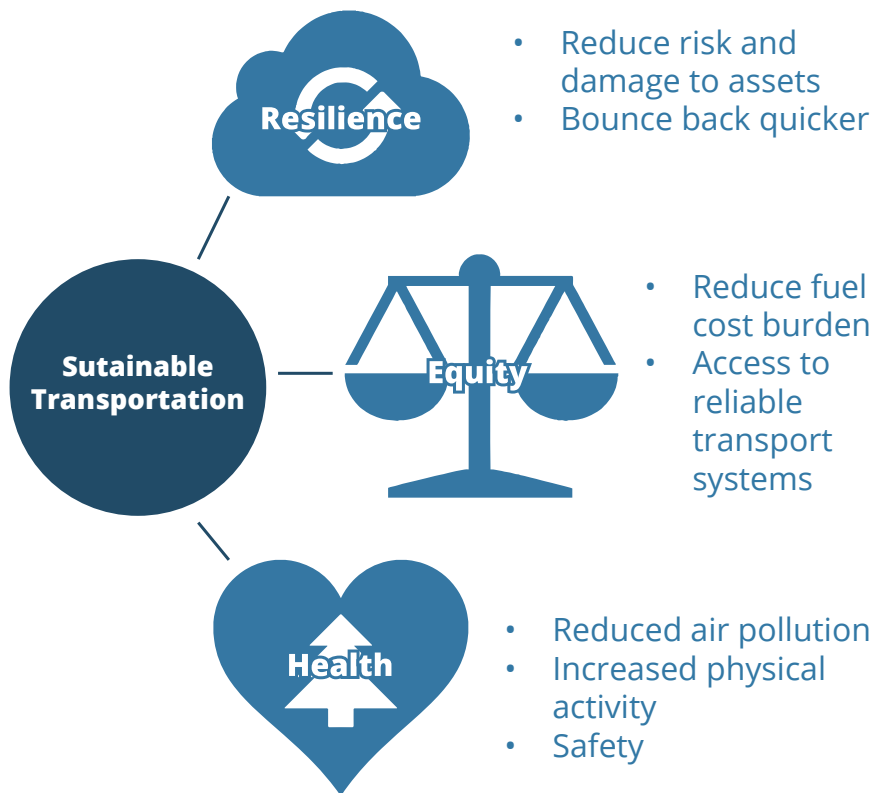 Resilience
• Reduce risk and
damage to assets
• Bounce back quicker
Sutainable
Transportation
Equity
• Reduce fuel
cost burden
• Access to
reliable
transport
systems
Health
• Reduced air pollution
• Increased physical
activity
• Safety